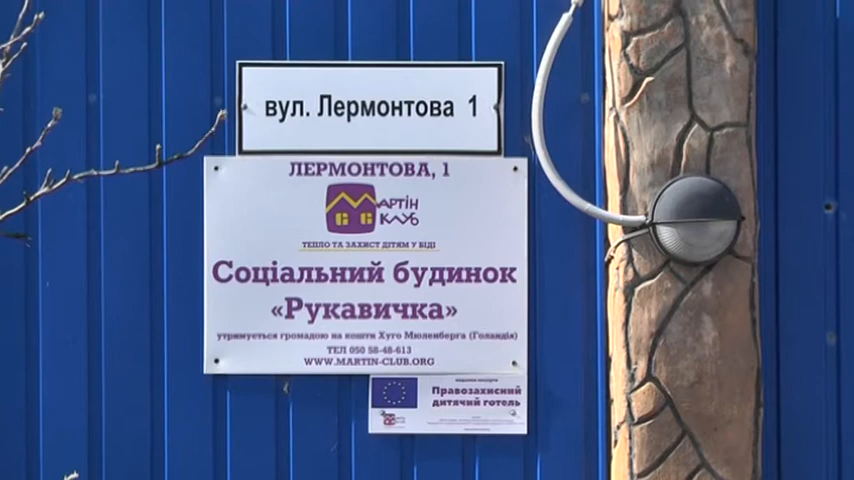 вул. Лермонтова 1
ЛЕРМОНТОВА, 1
МАРТІН
КЛУБ
ТЕПЛО ТА ЗАХИСТ ДІТЯМ У БІДІ
Соціальний будинок
«Рукавичка»
утримується громадою на кошти Хуго Мюленберга (Голандія)
ТЕЛ 050 58-48-613
WWW.MARTIN-CLUB.ORG
Правозахисний
дитячий готель